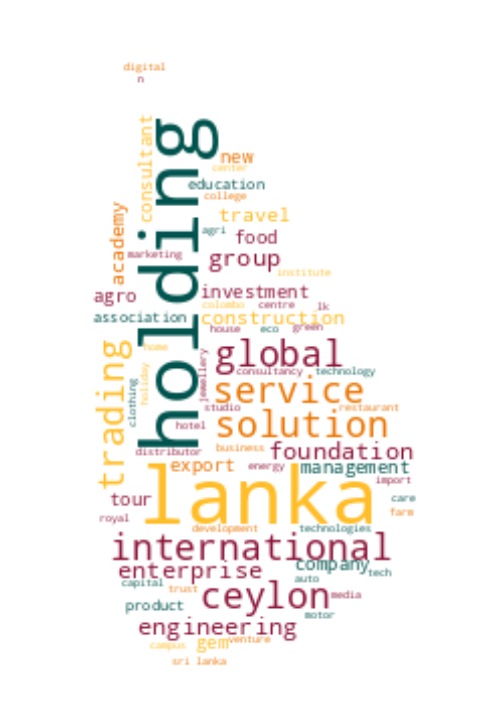 digital
n
consultant
holding
new
center
education
college
academy
travel
agri
food
marketing
group
institute
agro
investment
colombo
centre
lk
association
construction
house
eco
green
trading
home
global
jewellery
consultancy
technology
holiday
clothing
service
studio
restaurant
hotel
solution
distributor
business
foundation
export
energy
management
lanka
import
tour
care
royal
farm
development
technologies
international
enterprise
company
tech
capital
auto
trust
ceylon
media
product
motor
engineering
campus
gem
venture
sri lanka